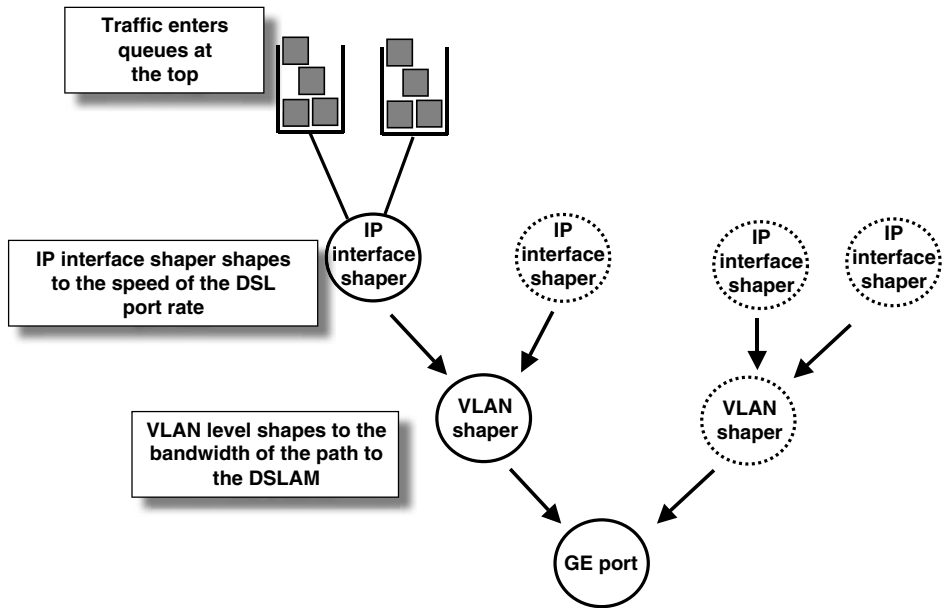 Traffic enters
queues at
the top
IP
interface
shaper
IP
interface
shaper
IP
interface
shaper
IP
interface
shaper
IP interface shaper shapes
to the speed of the DSL
port rate
VLAN
shaper
VLAN
shaper
VLAN level shapes to the
bandwidth of the path to
the DSLAM
GE port